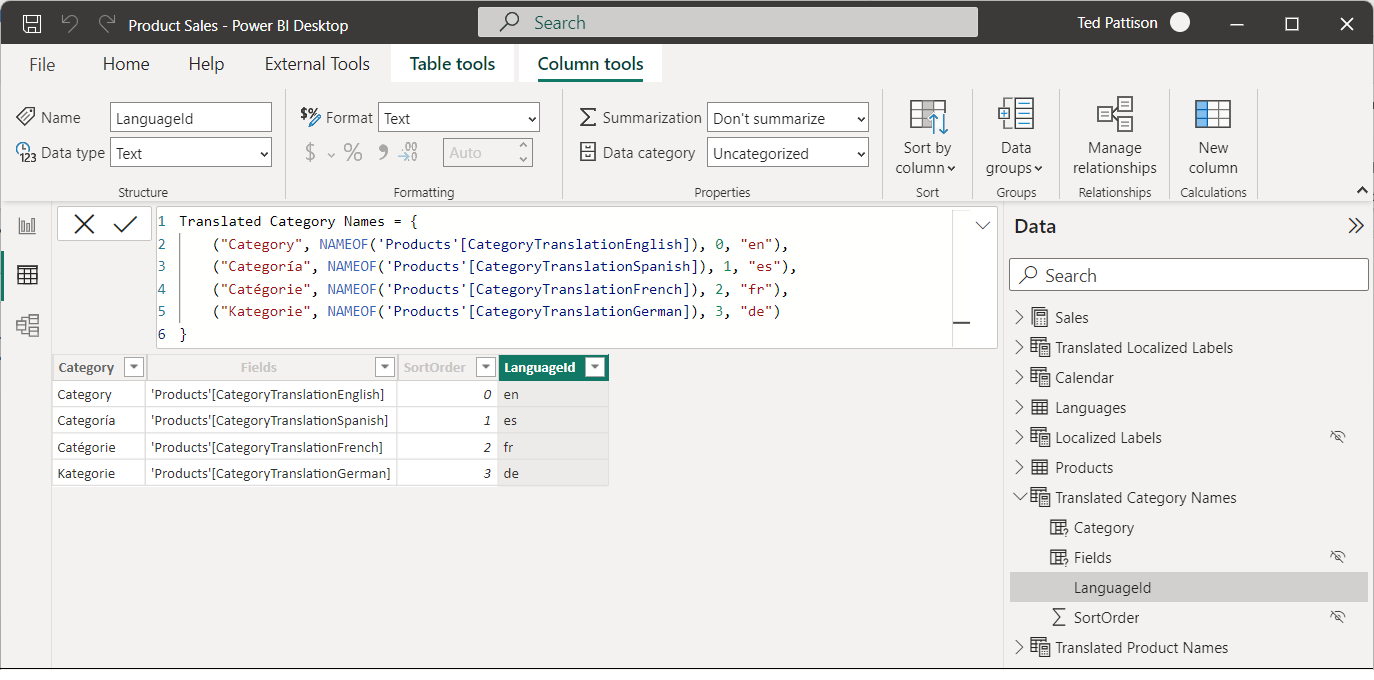 Product Sales - Power BI Desktop
Search
Ted Pattison
File Home Help External Tools Table tools Column tools
Name LanguageId
Data type Text
Structure
$% Format Text
$ % 9 .00 Auto
Formatting
Summarization Don't summarize
Data category Uncategorized
Properties
Sort by
column
Sort
Data
groups
Groups
Manage
relationships
Relationships
New
column
Calculations
1 Translated Category Names = {
2 ("Category", NAMEOF('Products'[CategoryTranslationEnglish]), 0, "en"),
3 ("Categoría", NAMEOF('Products'[CategoryTranslationSpanish]), 1, "es"),
4 ("Catégorie", NAMEOF('Products'[CategoryTranslationFrench]), 2, "fr"),
5 ("Kategorie", NAMEOF('Products'[CategoryTranslationGerman]), 3, "de")
6 }
Category Fields SortOrder LanguageId
Category 'Products'[CategoryTranslationEnglish] 0 en
Categoría 'Products'[CategoryTranslationSpanish] 1 es
Catégorie 'Products'[CategoryTranslationFrench] 2 fr
Kategorie 'Products'[CategoryTranslationGerman] 3 de
Data
Search
Sales
Translated Localized Labels
Calendar
Languages
Localized Labels
Products
Translated Category Names
Category
Fields
LanguageId
SortOrder
Translated Product Names